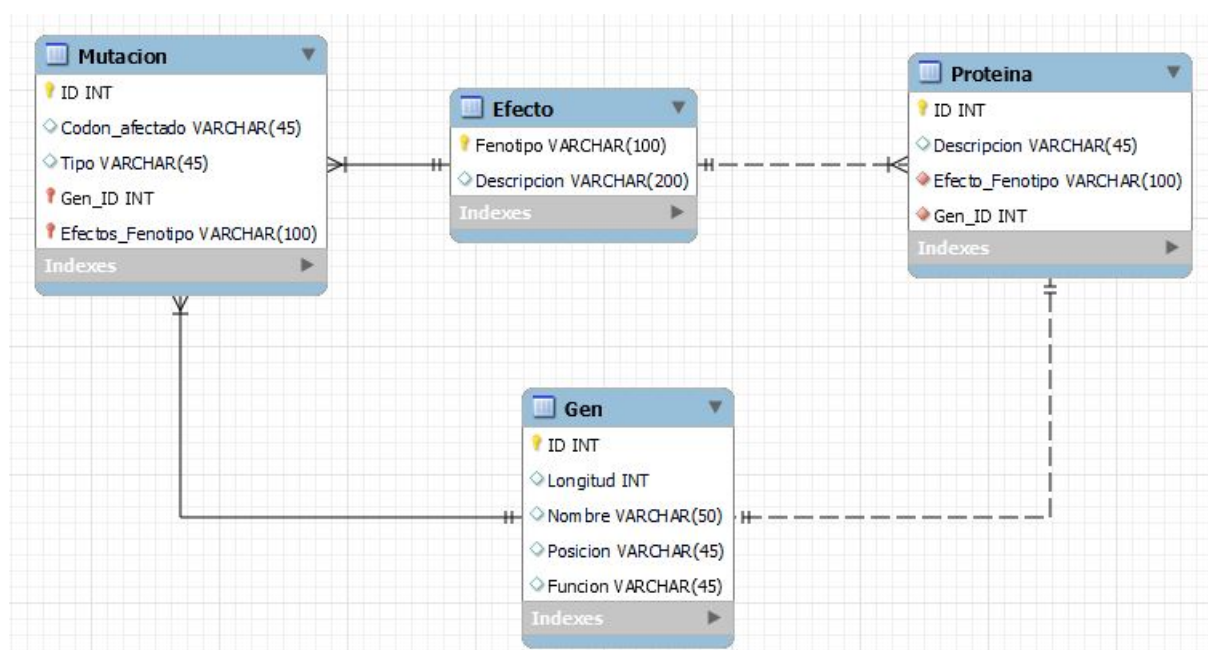 Mutacion
ID INT
Codon_afectado VARCHAR(45)
Tipo VARCHAR(45)
Gen_ID INT
Efectos_Fenotipo VARCHAR(100)
Indexes
Efecto
Fenotipo VARCHAR(100)
Descripcion VARCHAR(200)
Indexes
Proteina
ID INT
Descripcion VARCHAR(45)
Efecto_Fenotipo VARCHAR(100)
Gen_ID INT
Indexes
Gen
ID INT
Longitud INT
Nombre VARCHAR(50)
Posicion VARCHAR(45)
Funcion VARCHAR(45)
Indexes